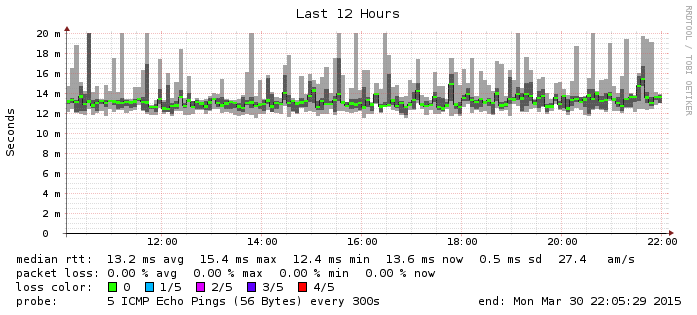 Last 12 Hours
RRDTOOL / TOBI OETIKER
Seconds
20 m
18 m
16 m
14 m
12 m
10 m
8 m
6 m
4 m
2 m
0
12:00 14:00 16:00 18:00 20:00 22:00
median rtt: 13.2 ms avg 15.4 ms max 12.4 ms min 13.6 ms now 0.5 ms sd 27.4 am/s
packet loss: 0.00 % avg 0.00 % max 0.00 % min 0.00 % now
loss color: 0 1/5 2/5 3/5 4/5
probe: 5 ICMP Echo Pings (56 Bytes) every 300s end: Mon Mar 30 22:05:29 2015